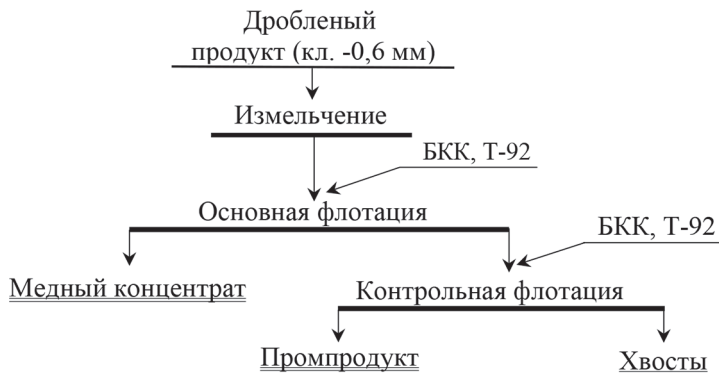 Дробленый
продукт (кл. -0,6 мм)
Измельчение
БКК, Т-92
Основная флотация
БКК, Т-92
Медный концентрат
Контрольная флотация
Промпродукт
Хвосты